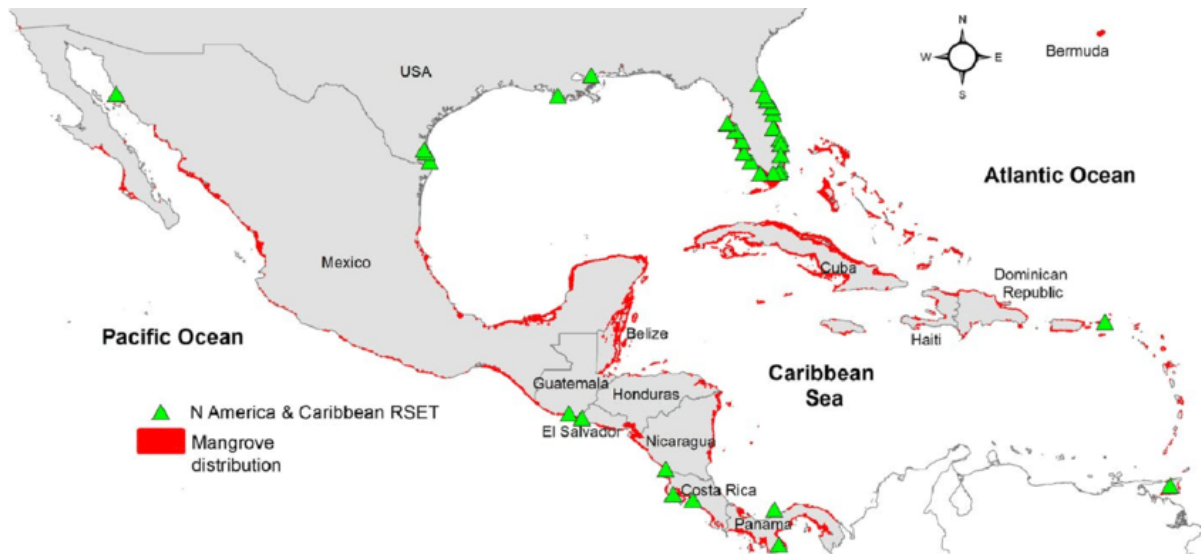 N
W
E
S
Bermuda
USA
Atlantic Ocean
Mexico
Cuba
Dominican
Republic
Haiti
Pacific Ocean
Belize
Caribbean
Sea
Guatemala
Honduras
N America & Caribbean RSET
El Salvador
Nicaragua
Mangrove
distribution
Costa Rica
Panama